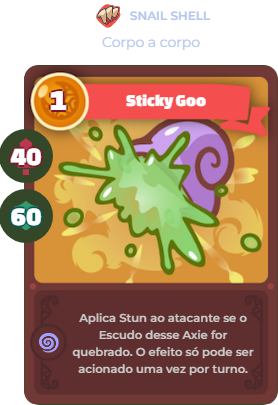 SNAIL SHELL
Corpo a corpo
1
Sticky Goo
40
60
Aplica Stun ao atacante se o
Escudo desse Axie for
quebrado. O efeito só pode ser
acionado uma vez por turno.